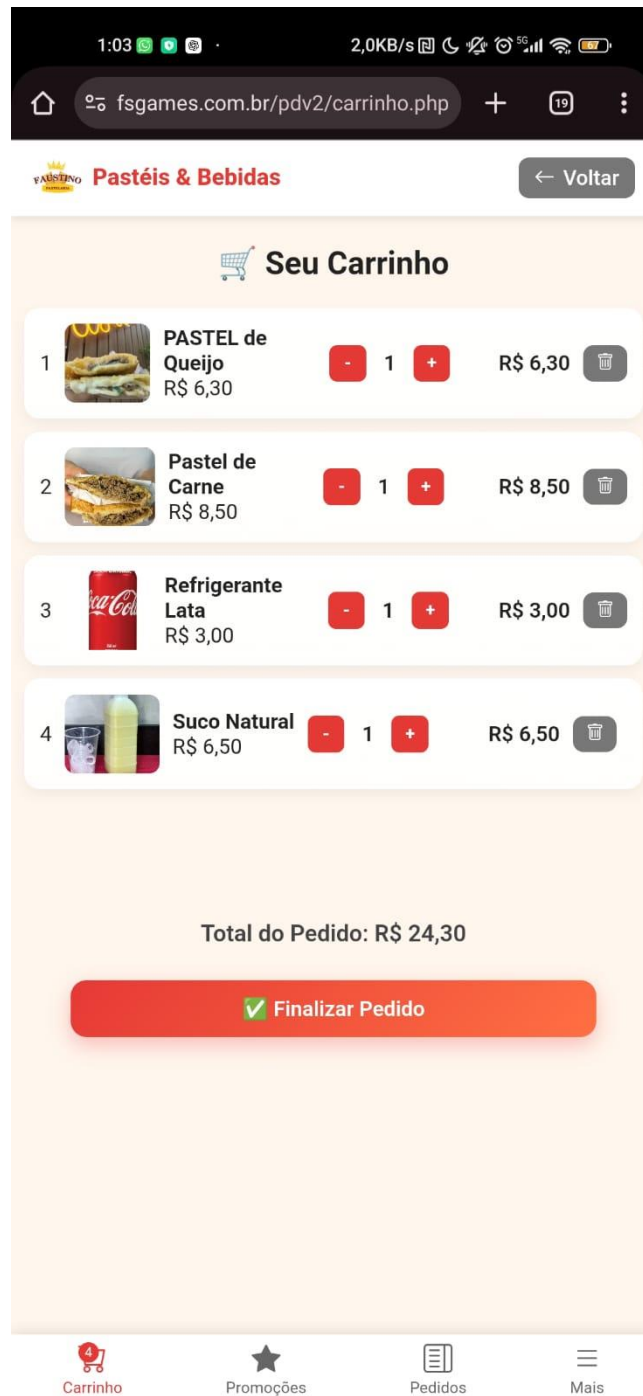 1:03 2,0KB/s 5G 67
fsgames.com.br/pdv2/carrinho.php 19
FAUSTINO Pastéis & Bebidas ← Voltar
Seu Carrinho
PASTEL de
1 Queijo - 1 + R$ 6,30
R$ 6,30
Pastel de
2 Carne - 1 + R$ 8,50
R$ 8,50
Refrigerante
3 Lata - 1 + R$ 3,00
R$ 3,00
4 Suco Natural - 1 + R$ 6,50
R$ 6,50
Total do Pedido: R$ 24,30
Finalizar Pedido
4
Carrinho Promoções Pedidos Mais